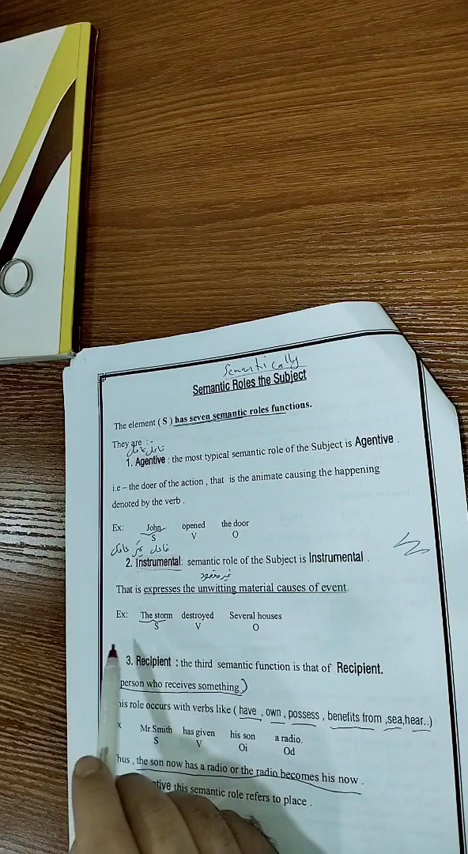 Semantically
Semantic Roles the Subject
The element ( S ) has seven semantic roles functions.
They are :-
1. Agentive : the most typical semantic role of the Subject is Agentive .
i.e – the doer of the action , that is the animate causing the happening
denoted by the verb .
Ex: John opened the door
S V O
2. Instrumental: semantic role of the Subject is Instrumental .
غير مقصود
That is expresses the unwitting material causes of event.
Ex: The storm destroyed Several houses
S V O
3. Recipient : the third semantic function is that of Recipient.
person who receives something)
his role occurs with verbs like ( have , own , possess , benefits from ,sea,hear..)
x Mr.Smith has given his son a radio.
S V Oi Od
hus , the son now has a radio or the radio becomes his now .
tive this semantic role refers to place .